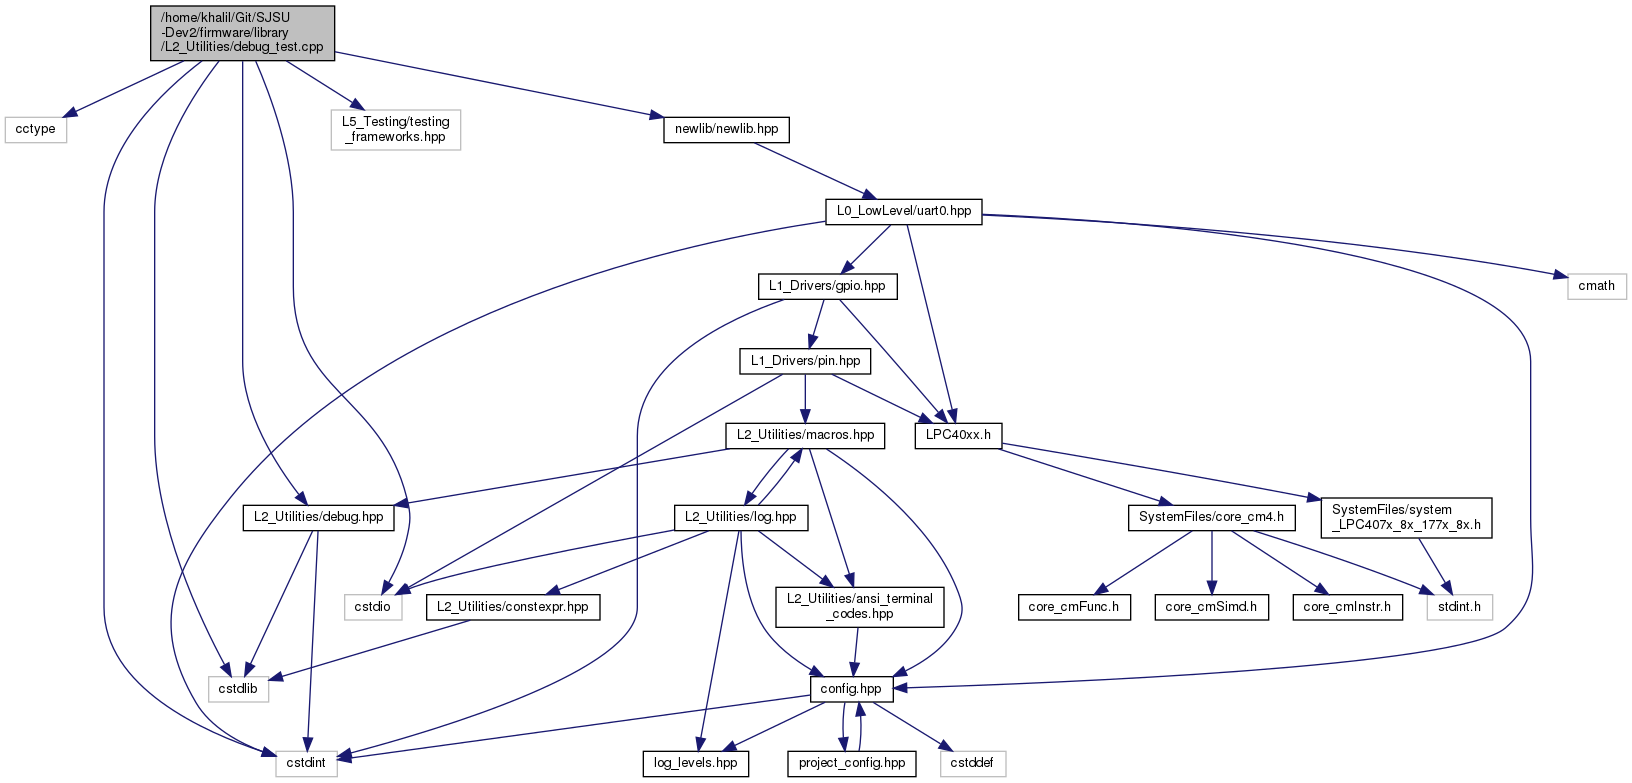 /home/khalil/Git/SJSU
-Dev2/firmware/library
/L2_Utilities/debug_test.cpp
cctype
L5_Testing/testing
_frameworks.hpp
newlib/newlib.hpp
L0_LowLevel/uart0.hpp
L1_Drivers/gpio.hpp
cmath
L1_Drivers/pin.hpp
L2_Utilities/macros.hpp
LPC40xx.h
L2_Utilities/debug.hpp
L2_Utilities/log.hpp
SystemFiles/core_cm4.h
SystemFiles/system
_LPC407x_8x_177x_8x.h
cstdio
L2_Utilities/constexpr.hpp
L2_Utilities/ansi_terminal
_codes.hpp
core_cmFunc.h
core_cmSimd.h
core_cmInstr.h
stdint.h
cstdlib
config.hpp
cstdint
log_levels.hpp
project_config.hpp
cstddef